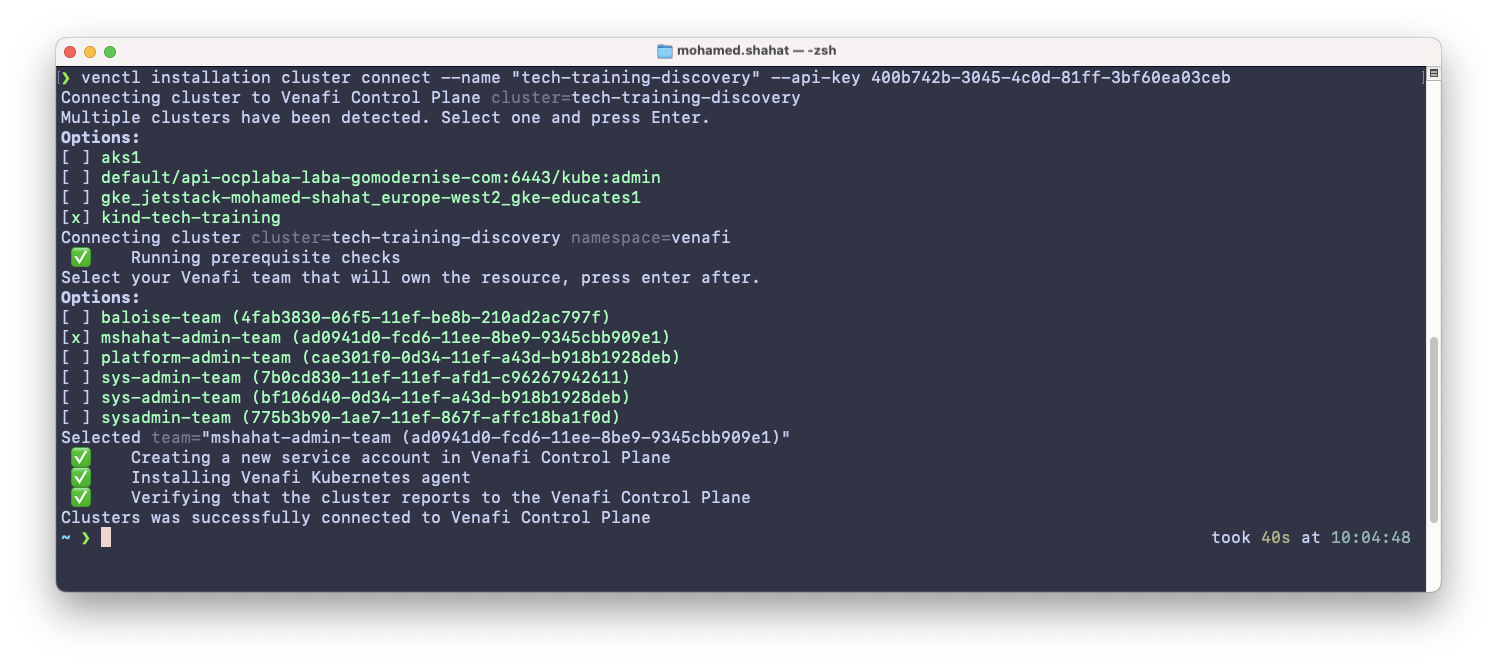 mohamed.shahat — -zsh
❯ venctl installation cluster connect --name "tech-training-discovery" --api-key 400b742b-3045-4c0d-81ff-3bf60ea03ceb
Connecting cluster to Venafi Control Plane cluster=tech-training-discovery
Multiple clusters have been detected. Select one and press Enter.
Options:
[ ] aks1
[ ] default/api-ocplaba-laba-gomodernise-com:6443/kube:admin
[ ] gke_jetstack-mohamed-shahat_europe-west2_gke-educates1
[x] kind-tech-training
Connecting cluster cluster=tech-training-discovery namespace=venafi
✅ Running prerequisite checks
Select your Venafi team that will own the resource, press enter after.
Options:
[ ] baloise-team (4fab3830-06f5-11ef-be8b-210ad2ac797f)
[x] mshahat-admin-team (ad0941d0-fcd6-11ee-8be9-9345cbb909e1)
[ ] platform-admin-team (cae301f0-0d34-11ef-a43d-b918b1928deb)
[ ] sys-admin-team (7b0cd830-11ef-11ef-afd1-c96267942611)
[ ] sys-admin-team (bf106d40-0d34-11ef-a43d-b918b1928deb)
[ ] sysadmin-team (775b3b90-1ae7-11ef-867f-affc18ba1f0d)
Selected team="mshahat-admin-team (ad0941d0-fcd6-11ee-8be9-9345cbb909e1)"
✅ Creating a new service account in Venafi Control Plane
✅ Installing Venafi Kubernetes agent
✅ Verifying that the cluster reports to the Venafi Control Plane
Clusters was successfully connected to Venafi Control Plane
~ ❯ took 40s at 10:04:48